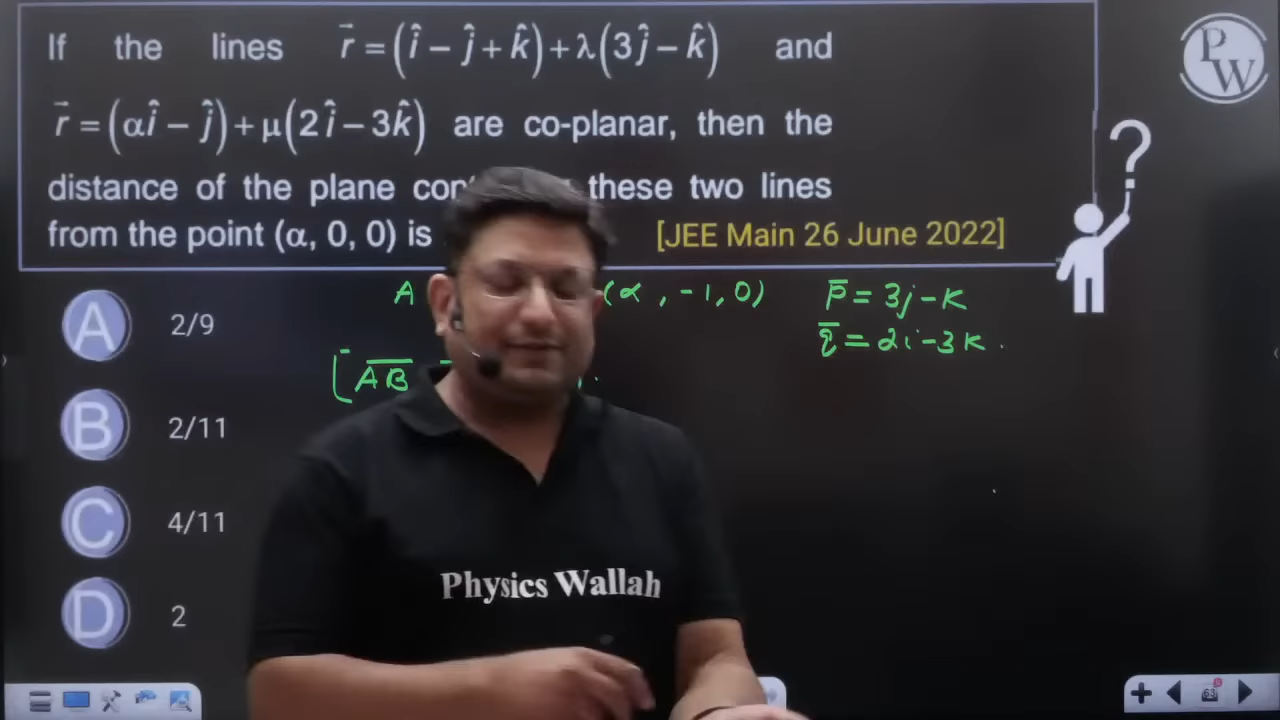 If the lines r⃗ = (î − ĵ + k̂) + λ(3ĵ − k̂) and
r⃗ = (αî − ĵ) + μ(2î − 3k̂) are co-planar, then the
distance of the plane these two lines
from the point (α, 0, 0) is
[JEE Main 26 June 2022]
P
W
?
A (α, -1, 0) p̄ = 3j - k
q̄ = 2i - 3k.
[AB
A 2/9
B 2/11
C 4/11
D 2
Physics Wallah
63